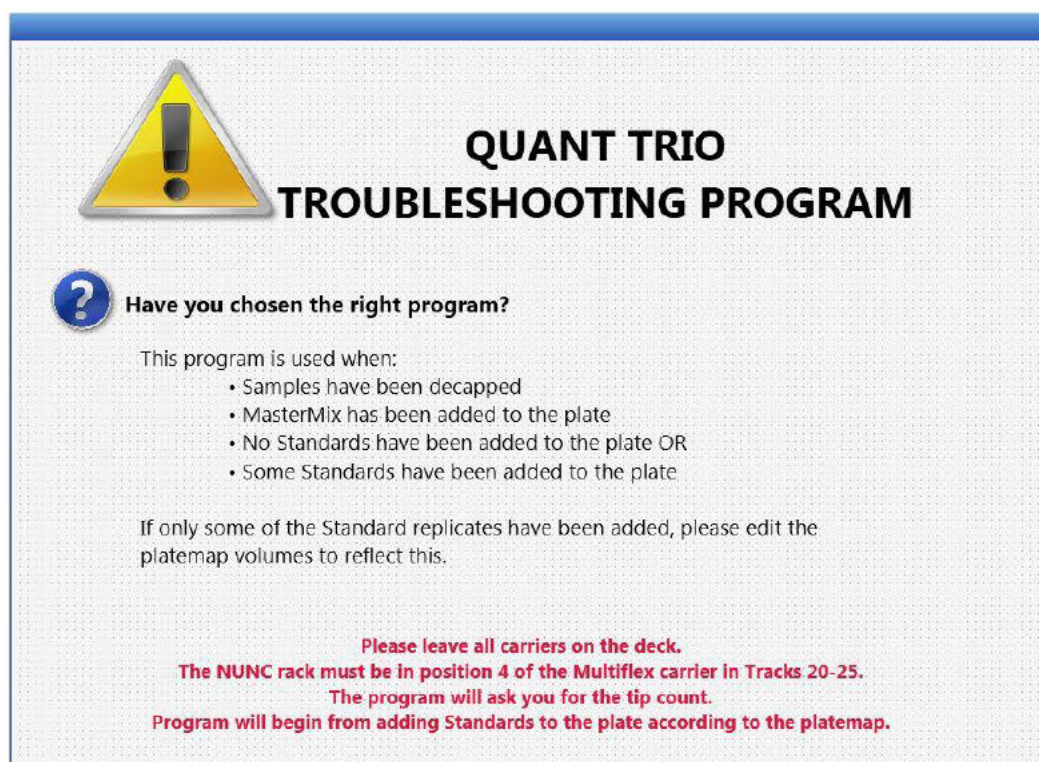 QUANT TRIO
TROUBLESHOOTING PROGRAM
Have you chosen the right program?
This program is used when:
• Samples have been decapped
• MasterMix has been added to the plate
• No Standards have been added to the plate OR
• Some Standards have been added to the plate
If only some of the Standard replicates have been added, please edit the
platemap volumes to reflect this.
Please leave all carriers on the deck.
The NUNC rack must be in position 4 of the Multiflex carrier in Tracks 20-25.
The program will ask you for the tip count.
Program will begin from adding Standards to the plate according to the platemap.